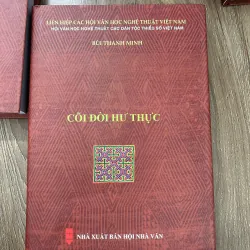 LIÊN HIỆP CÁC HỘI VĂN HỌC NGHỆ THUẬT VIỆT NAM
HỘI VĂN HỌC NGHỆ THUẬT CÁC DÂN TỘC THIỂU SỐ VIỆT NAM
BÙI THANH MINH
CÕI ĐỜI HƯ THỰC
NHÀ XUẤT BẢN HỘI NHÀ VĂN